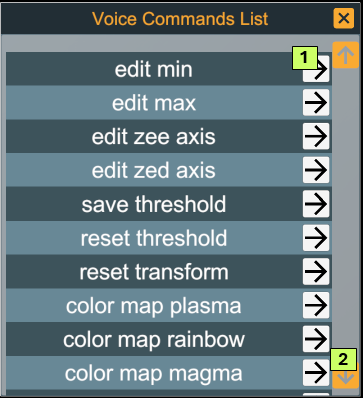 Voice Commands List
1
edit min
edit max
edit zee axis
edit zed axis
save threshold
reset threshold
reset transform
color map plasma
color map rainbow
2
color map magma